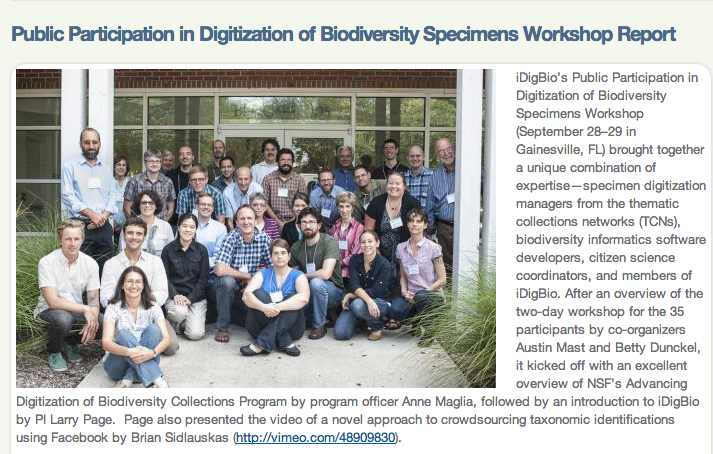 Public Participation in Digitization of Biodiversity Specimens Workshop Report
iDigBio's Public Participation in
Digitization of Biodiversity
Specimens Workshop
(September 28–29 in
Gainesville, FL) brought together
a unique combination of
expertise—specimen digitization
managers from the thematic
collections networks (TCNs),
biodiversity informatics software
developers, citizen science
coordinators, and members of
iDigBio. After an overview of the
two-day workshop for the 35
participants by co-organizers
Austin Mast and Betty Dunckel,
it kicked off with an excellent
overview of NSF's Advancing
Digitization of Biodiversity Collections Program by program officer Anne Maglia, followed by an introduction to iDigBio
by PI Larry Page.  Page also presented the video of a novel approach to crowdsourcing taxonomic identifications
using Facebook by Brian Sidlauskas (http://vimeo.com/48909830).